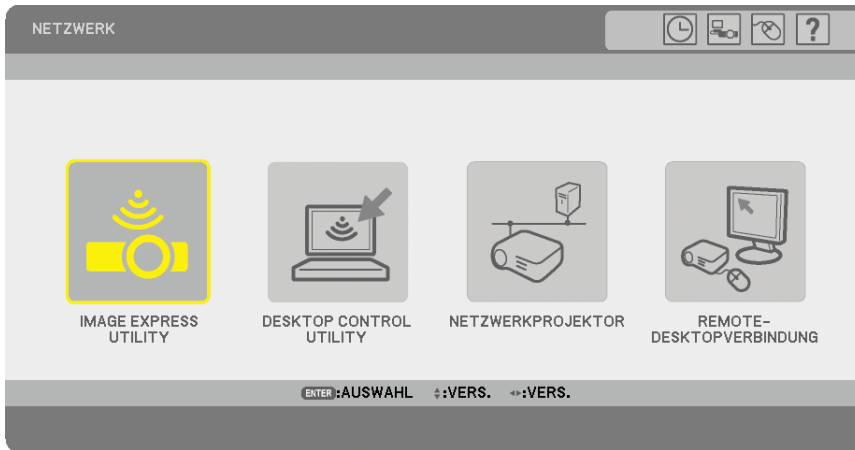 NETZWERK
?
IMAGE EXPRESS
UTILITY
DESKTOP CONTROL
UTILITY
NETZWERKPROJEKTOR
REMOTE-
DESKTOPVERBINDUNG
ENTER :AUSWAHL :VERS. :VERS.